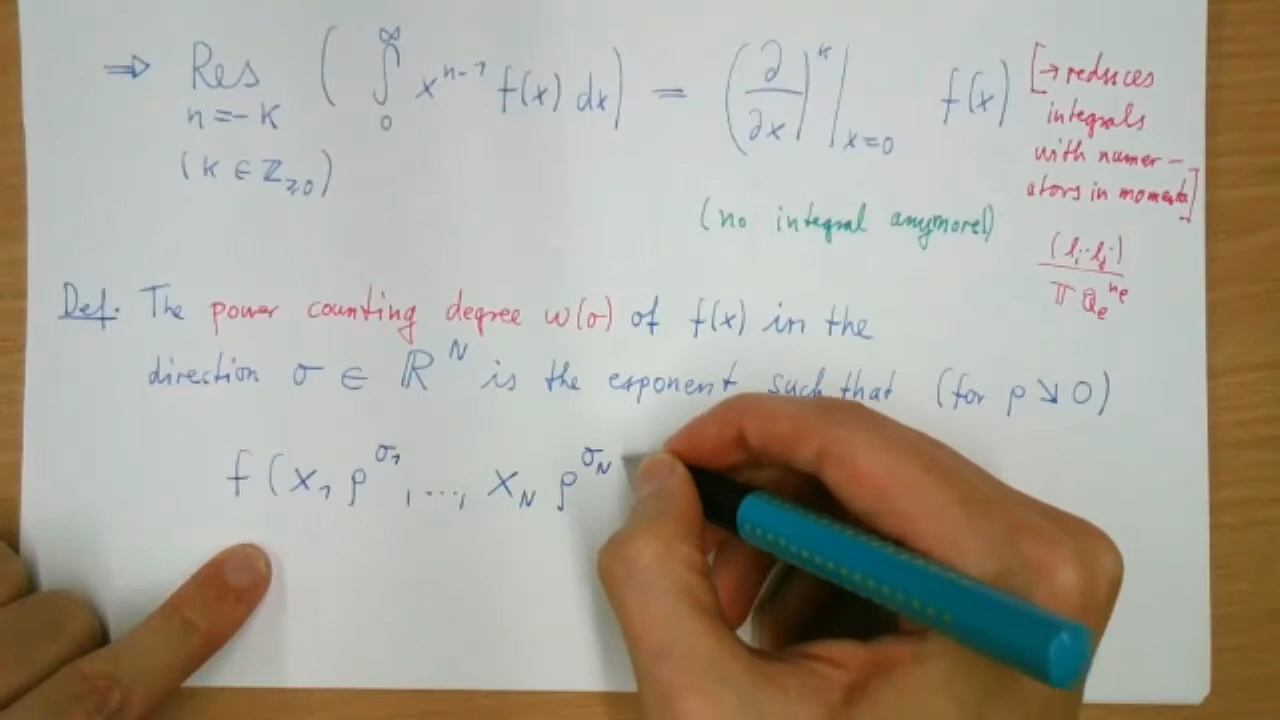 ⇒ Res ( ∫ x^{n-1} f(x) dx ) = ( ∂/∂x )^k |_{x=0} f(x)
∞
0
n=-k
(k ∈ ℤ_{≥0})
[→ reduces
integrals
with numer-
ators in momenta]
(l_i·l_j)
π Q_e^{n_e}
(no integral anymore!)
Def. The power counting degree ω(σ) of f(x) in the
direction σ ∈ ℝ^N is the exponent such that (for ρ ↘ 0)
f(x_1 ρ^{σ_1}, ..., x_N ρ^{σ_N}